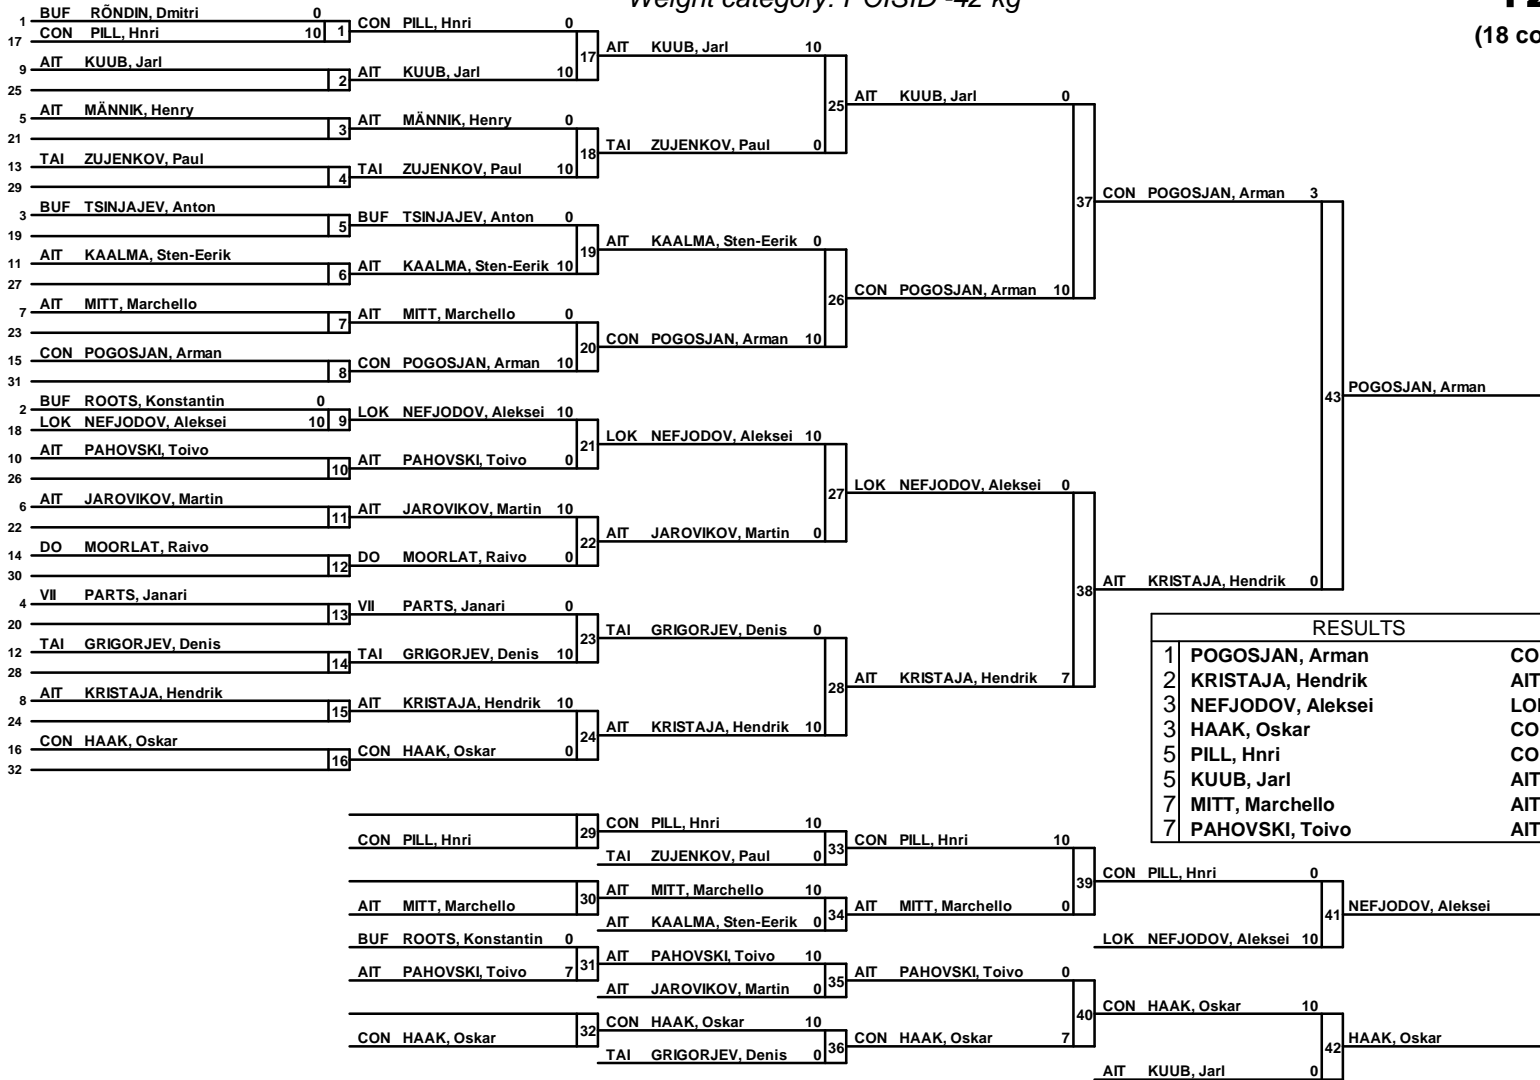 Weight category: POISID -42 kg
(18 co
1 BUF RÕNDIN, Dmitri 0
17 CON PILL, Hnri 10 1
9 AIT KUUB, Jarl
25 2
5 AIT MÄNNIK, Henry
21 3
13 TAI ZUJENKOV, Paul
29 4
3 BUF TSINJAJEV, Anton
19 5
11 AIT KAALMA, Sten-Eerik
27 6
7 AIT MITT, Marchello
23 7
15 CON POGOSJAN, Arman
31 8
2 BUF ROOTS, Konstantin 0
18 LOK NEFJODOV, Aleksei 10 9
10 AIT PAHOVSKI, Toivo
26 10
6 AIT JAROVIKOV, Martin
22 11
14 DO MOORLAT, Raivo
30 12
4 VII PARTS, Janari
20 13
12 TAI GRIGORJEV, Denis
28 14
8 AIT KRISTAJA, Hendrik
24 15
16 CON HAAK, Oskar
32 16
CON PILL, Hnri 0
17
AIT KUUB, Jarl 10
AIT MÄNNIK, Henry 0
18
TAI ZUJENKOV, Paul 10
BUF TSINJAJEV, Anton 0
19
AIT KAALMA, Sten-Eerik 10
AIT MITT, Marchello 0
20
CON POGOSJAN, Arman 10
LOK NEFJODOV, Aleksei 10
21
AIT PAHOVSKI, Toivo 0
AIT JAROVIKOV, Martin 10
22
DO MOORLAT, Raivo 0
VII PARTS, Janari 0
23
TAI GRIGORJEV, Denis 10
AIT KRISTAJA, Hendrik 10
24
CON HAAK, Oskar 0
AIT KUUB, Jarl 10
25
TAI ZUJENKOV, Paul 0
AIT KAALMA, Sten-Eerik 0
26
CON POGOSJAN, Arman 10
LOK NEFJODOV, Aleksei 10
27
AIT JAROVIKOV, Martin 0
TAI GRIGORJEV, Denis 0
28
AIT KRISTAJA, Hendrik 10
AIT KUUB, Jarl 0
37
CON POGOSJAN, Arman 10
LOK NEFJODOV, Aleksei 0
38
AIT KRISTAJA, Hendrik 7
CON POGOSJAN, Arman 3
43
AIT KRISTAJA, Hendrik 0
POGOSJAN, Arman
RESULTS
1 POGOSJAN, Arman CO
2 KRISTAJA, Hendrik AIT
3 NEFJODOV, Aleksei LO
3 HAAK, Oskar CO
5 PILL, Hnri CO
5 KUUB, Jarl AIT
7 MITT, Marchello AIT
7 PAHOVSKI, Toivo AIT
CON PILL, Hnri 29
AIT MITT, Marchello 30
BUF ROOTS, Konstantin 0
31
AIT PAHOVSKI, Toivo 7
CON HAAK, Oskar 32
CON PILL, Hnri 10
33
TAI ZUJENKOV, Paul 0
AIT MITT, Marchello 10
34
AIT KAALMA, Sten-Eerik 0
AIT PAHOVSKI, Toivo 10
35
AIT JAROVIKOV, Martin 0
CON HAAK, Oskar 10
36
TAI GRIGORJEV, Denis 0
CON PILL, Hnri 10
39
AIT MITT, Marchello 0
AIT PAHOVSKI, Toivo 0
40
CON HAAK, Oskar 7
CON PILL, Hnri 0
41
LOK NEFJODOV, Aleksei 10
CON HAAK, Oskar 10
42
AIT KUUB, Jarl 0
NEFJODOV, Aleksei
HAAK, Oskar